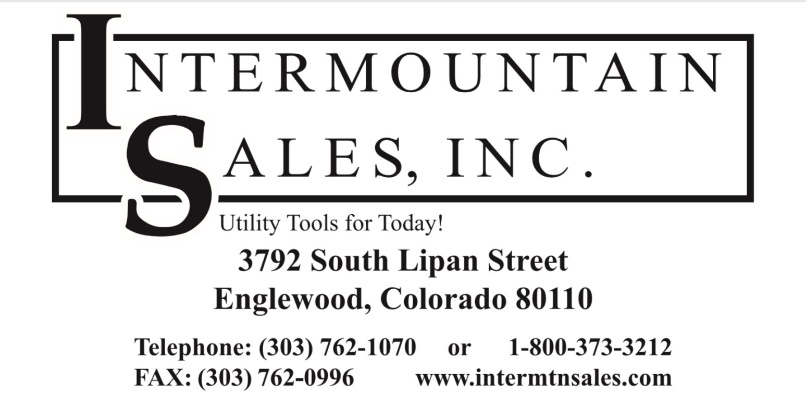 INTERMOUNTAIN
SALES, INC.
Utility Tools for Today!
3792 South Lipan Street
Englewood, Colorado 80110
Telephone: (303) 762-1070 or 1-800-373-3212
FAX: (303) 762-0996 www.intermtnsales.com